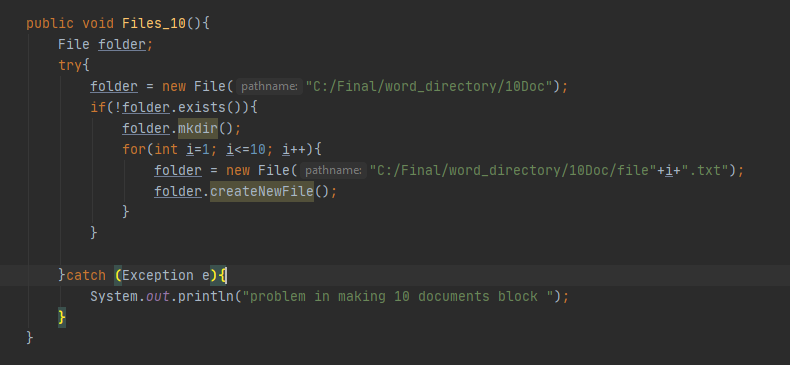 public void Files_10(){
File folder;
try{
folder = new File( pathname: "C:/Final/word_directory/10Doc");
if(!folder.exists()){
folder.mkdir();
for(int i=1; i<=10; i++){
folder = new File( pathname: "C:/Final/word_directory/10Doc/file"+i+".txt");
folder.createNewFile();
}
}
}catch (Exception e){
System.out.println("problem in making 10 documents block ");
}
}